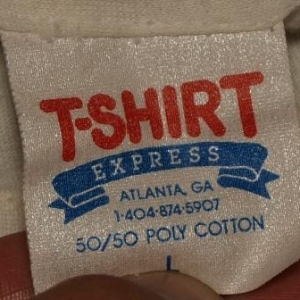 T-SHIRT
EXPRESS
ATLANTA, GA
1-404-874-5907
50/50 POLY COTTON
L